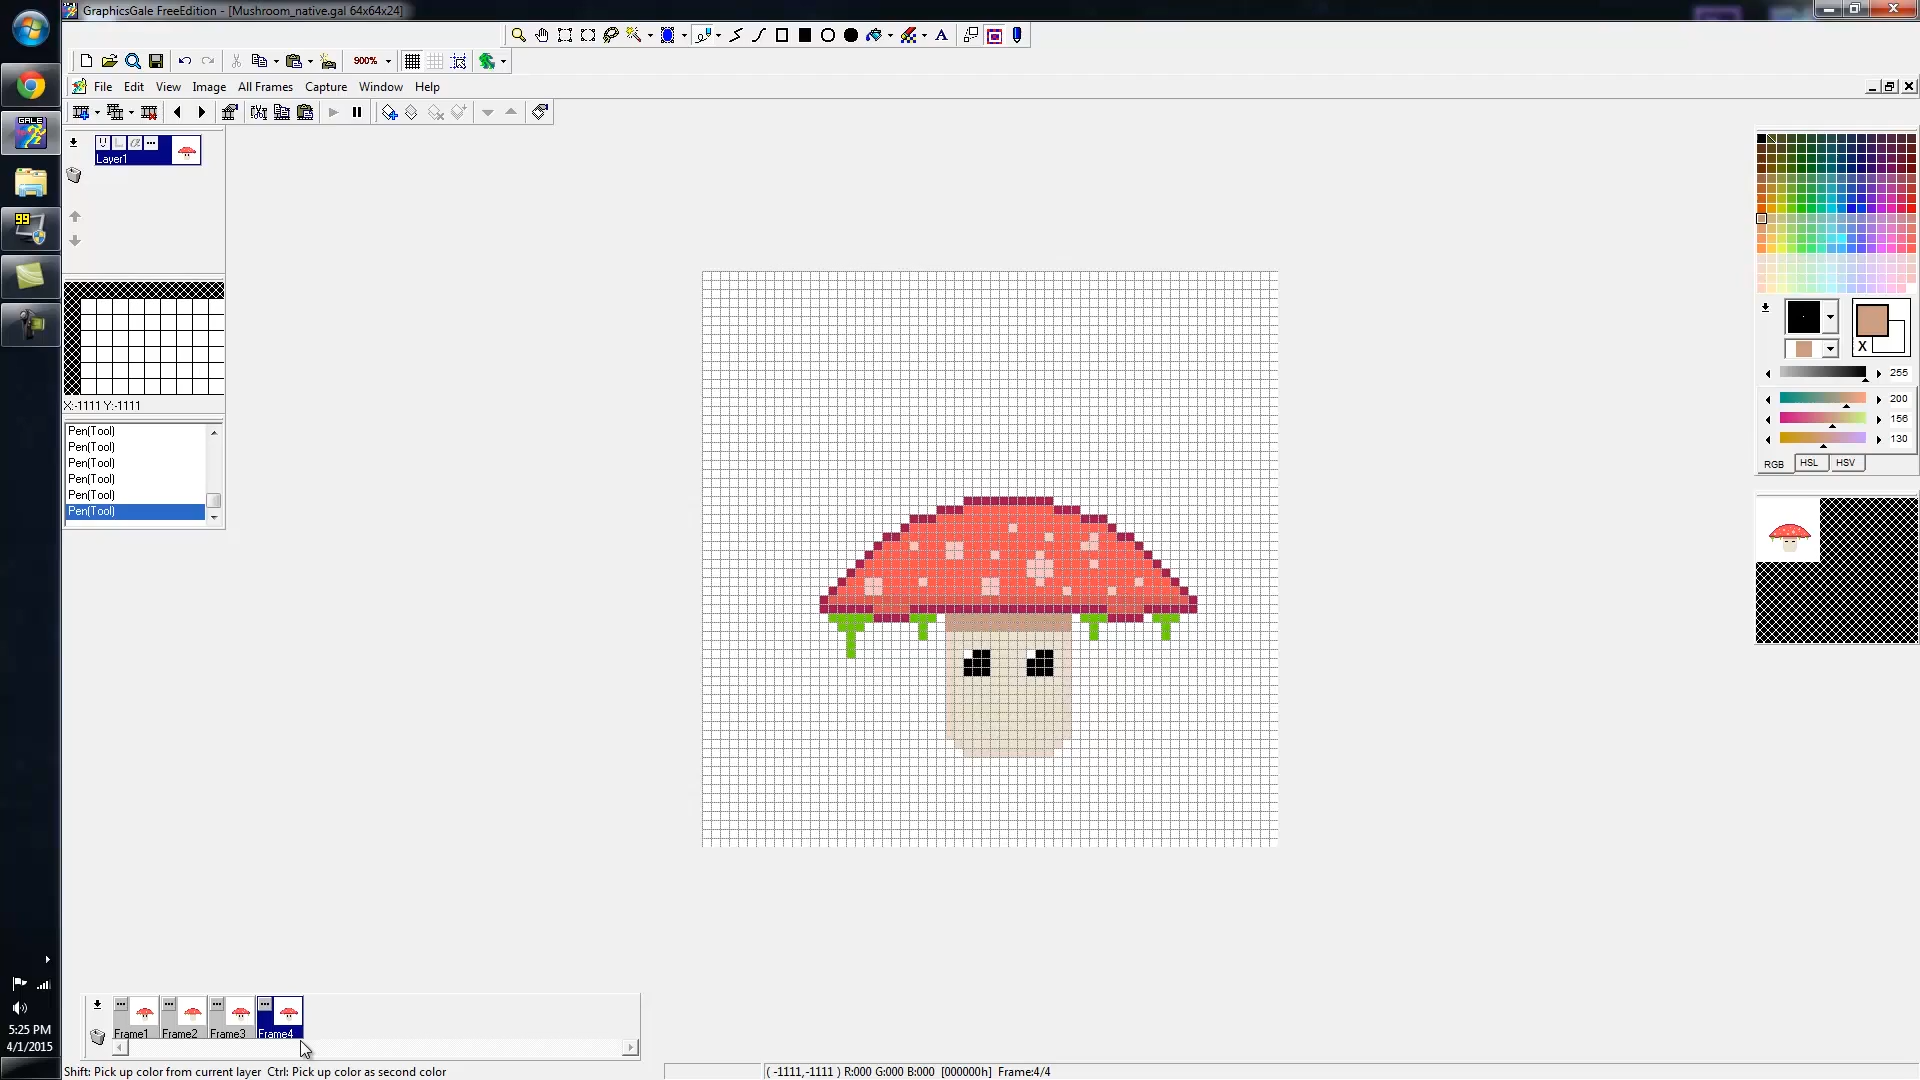 GraphicsGale FreeEdition - [Mushroom_native.gal 64x64x24]
A
900%
File Edit View Image All Frames Capture Window Help
GALE
Layer1
99
X:-1111 Y:-1111
Pen(Tool)
Pen(Tool)
Pen(Tool)
Pen(Tool)
Pen(Tool)
Pen(Tool)
X
255
200
156
130
RGB HSL HSV
5:25 PM
4/1/2015
Frame1 Frame2 Frame3 Frame4
Shift: Pick up color from current layer Ctrl: Pick up color as second color
( -1111,-1111 ) R:000 G:000 B:000 [000000h] Frame:4/4